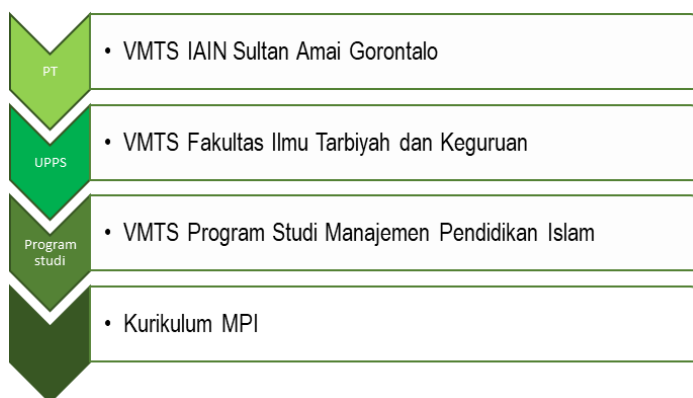 PT
• VMTS IAIN Sultan Amai Gorontalo
UPPS
• VMTS Fakultas Ilmu Tarbiyah dan Keguruan
Program
studi
• VMTS Program Studi Manajemen Pendidikan Islam
• Kurikulum MPI